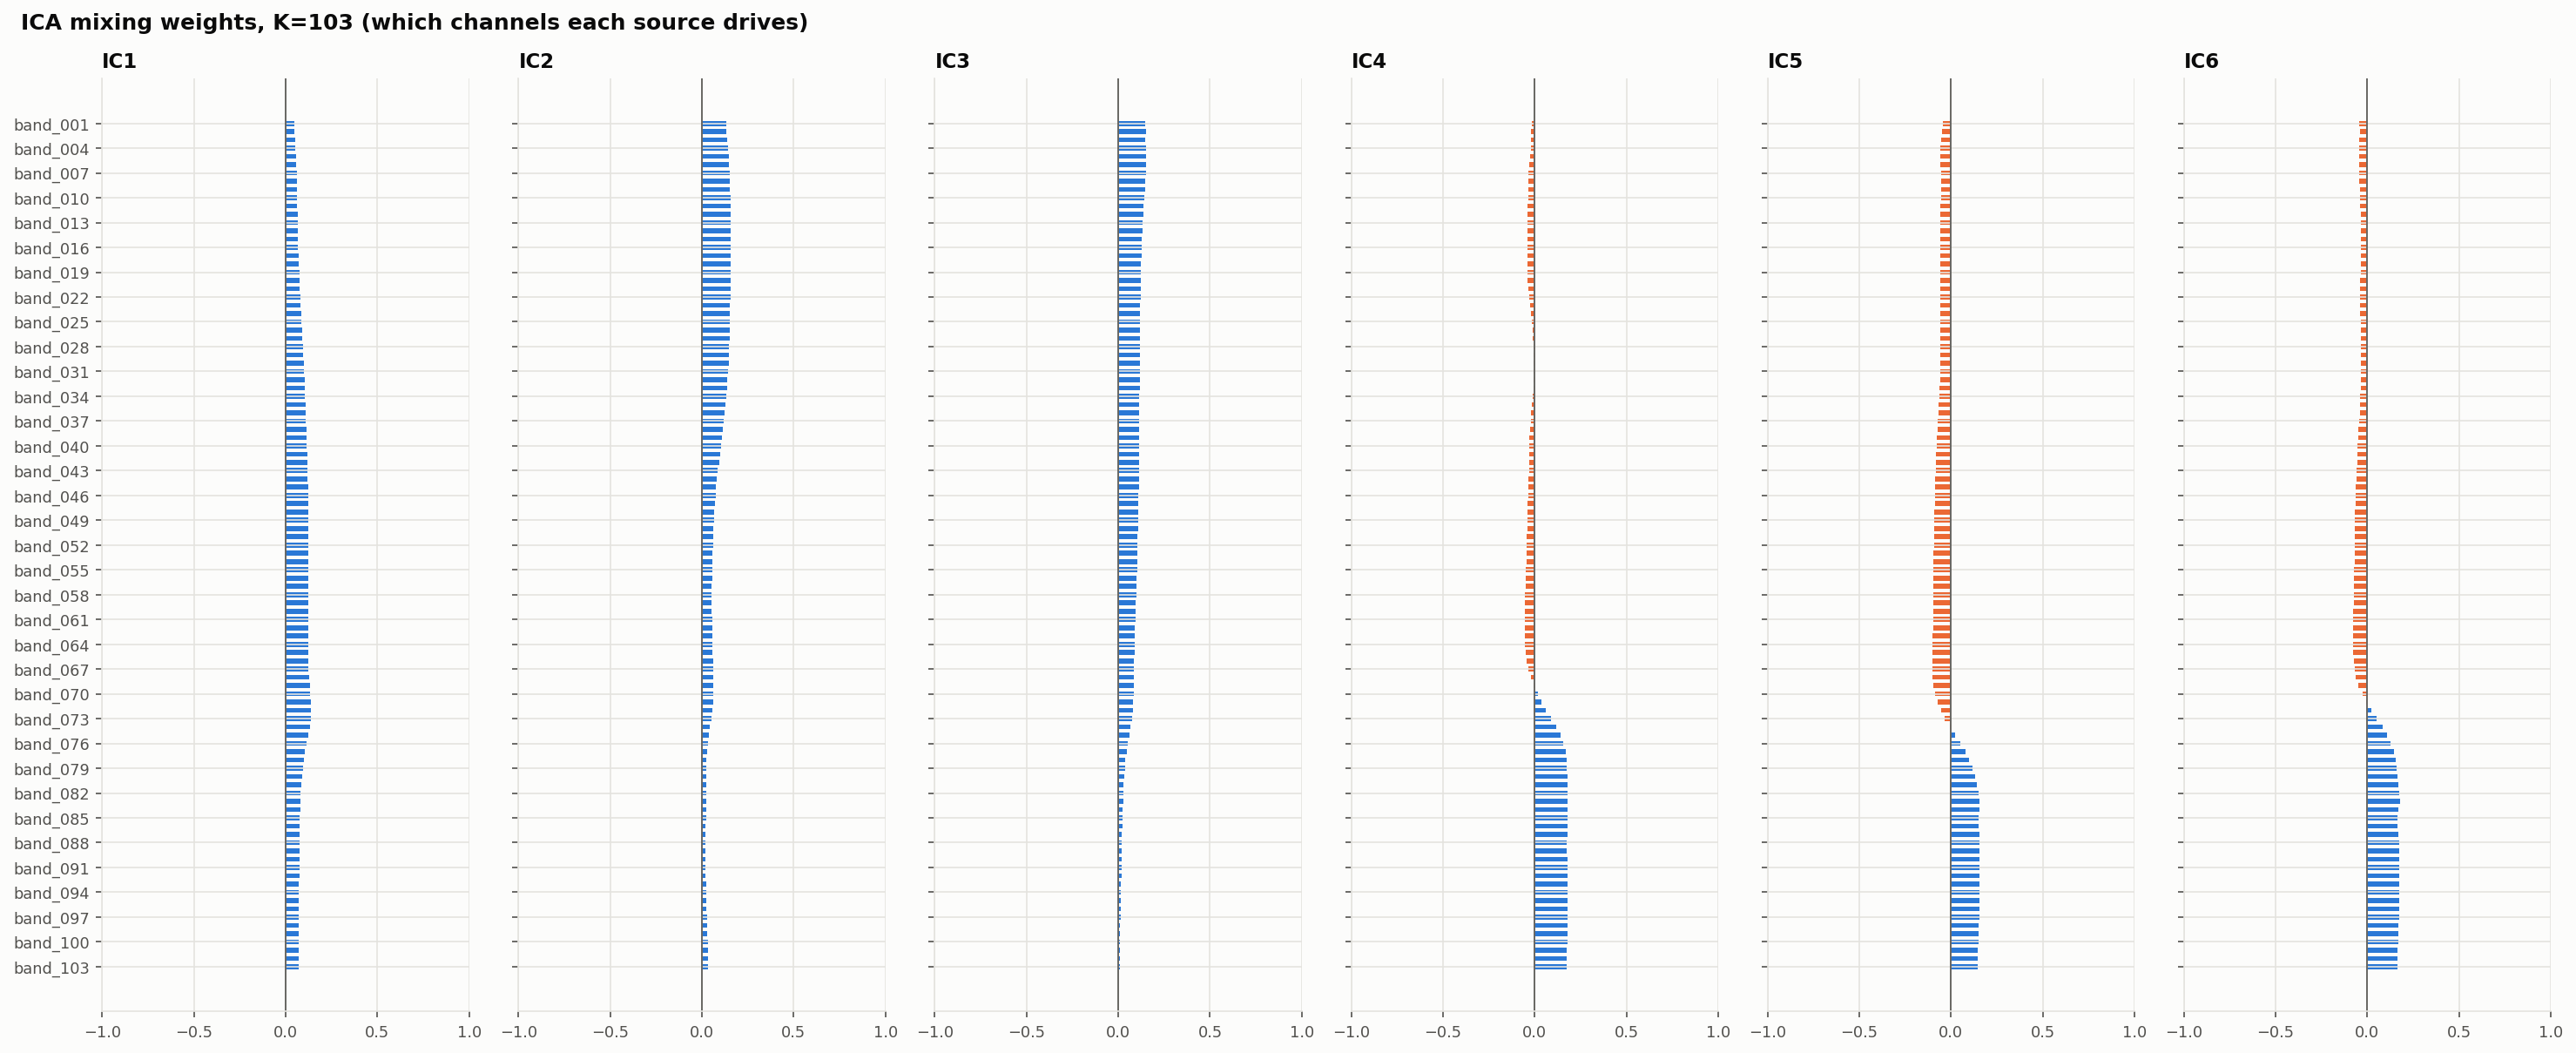 ICA mixing weights, K=103 (which channels each source drives)
IC1 IC2 IC3 IC4 IC5 IC6
band_001
band_004
band_007
band_010
band_013
band_016
band_019
band_022
band_025
band_028
band_031
band_034
band_037
band_040
band_043
band_046
band_049
band_052
band_055
band_058
band_061
band_064
band_067
band_070
band_073
band_076
band_079
band_082
band_085
band_088
band_091
band_094
band_097
band_100
band_103
−1.0 −0.5 0.0 0.5 1.0 −1.0 −0.5 0.0 0.5 1.0 −1.0 −0.5 0.0 0.5 1.0 −1.0 −0.5 0.0 0.5 1.0 −1.0 −0.5 0.0 0.5 1.0 −1.0 −0.5 0.0 0.5 1.0